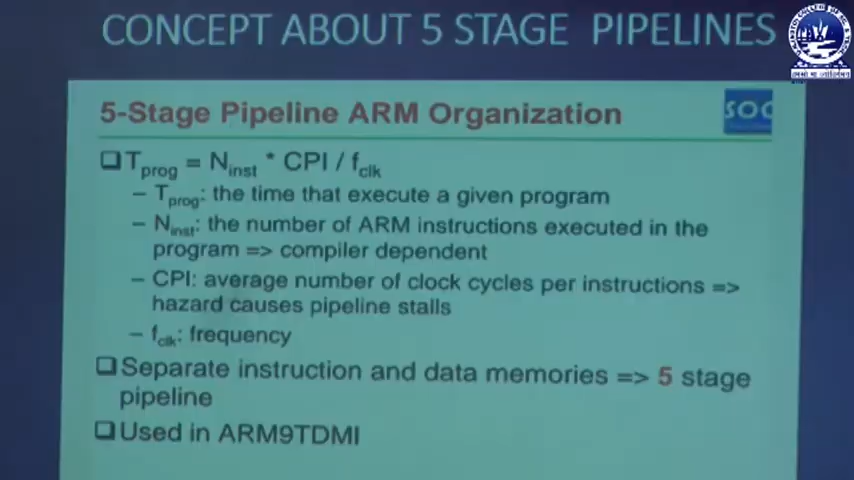 CONCEPT ABOUT 5 STAGE PIPELINES
5-Stage Pipeline ARM Organization
SOC
❑Tprog = Ninst * CPI / fclk
– Tprog: the time that execute a given program
– Ninst: the number of ARM instructions executed in the
program => compiler dependent
– CPI: average number of clock cycles per instructions =>
hazard causes pipeline stalls
– fclk: frequency
❑Separate instruction and data memories => 5 stage
pipeline
❑Used in ARM9TDMI